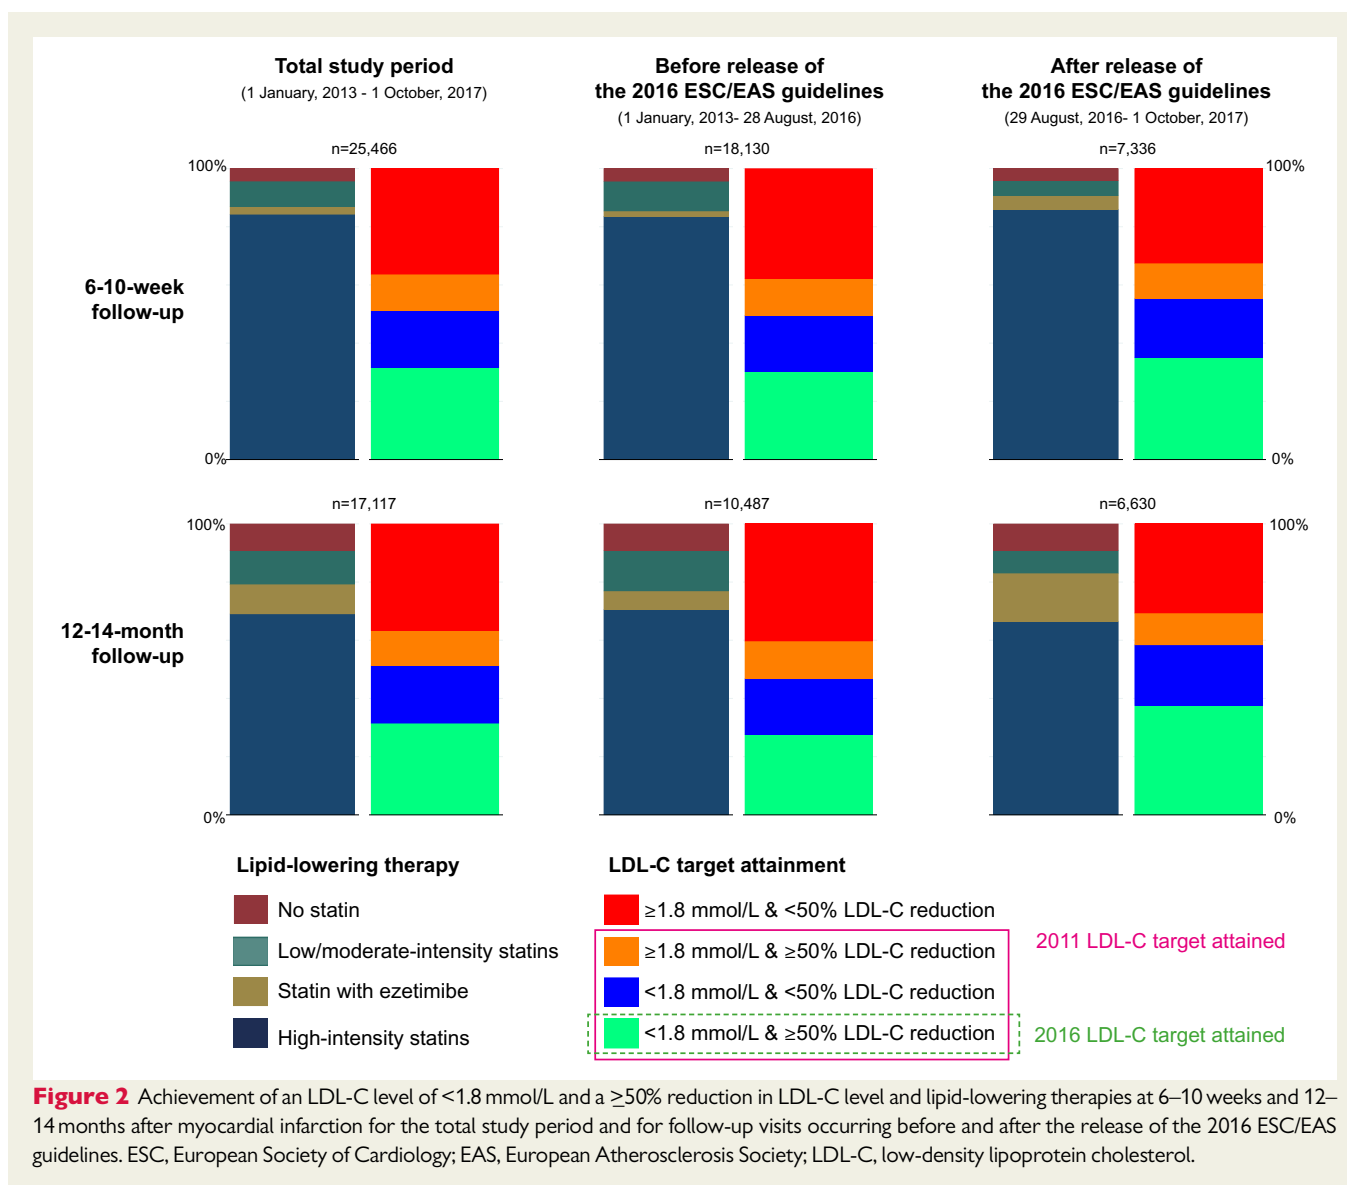 Total study period
(1 January, 2013 - 1 October, 2017)
Before release of
the 2016 ESC/EAS guidelines
(1 January, 2013- 28 August, 2016)
After release of
the 2016 ESC/EAS guidelines
(29 August, 2016- 1 October, 2017)
n=25,466
n=18,130
n=7,336
100%
100%
6-10-week
follow-up
0%
0%
n=17,117
n=10,487
n=6,630
100%
100%
12-14-month
follow-up
0%
0%
Lipid-lowering therapy
No statin
Low/moderate-intensity statins
Statin with ezetimibe
High-intensity statins
LDL-C target attainment
≥1.8 mmol/L & <50% LDL-C reduction
≥1.8 mmol/L & ≥50% LDL-C reduction
<1.8 mmol/L & <50% LDL-C reduction
<1.8 mmol/L & ≥50% LDL-C reduction
2011 LDL-C target attained
2016 LDL-C target attained
Figure 2 Achievement of an LDL-C level of <1.8 mmol/L and a ≥50% reduction in LDL-C level and lipid-lowering therapies at 6–10 weeks and 12–
14 months after myocardial infarction for the total study period and for follow-up visits occurring before and after the release of the 2016 ESC/EAS
guidelines. ESC, European Society of Cardiology; EAS, European Atherosclerosis Society; LDL-C, low-density lipoprotein cholesterol.